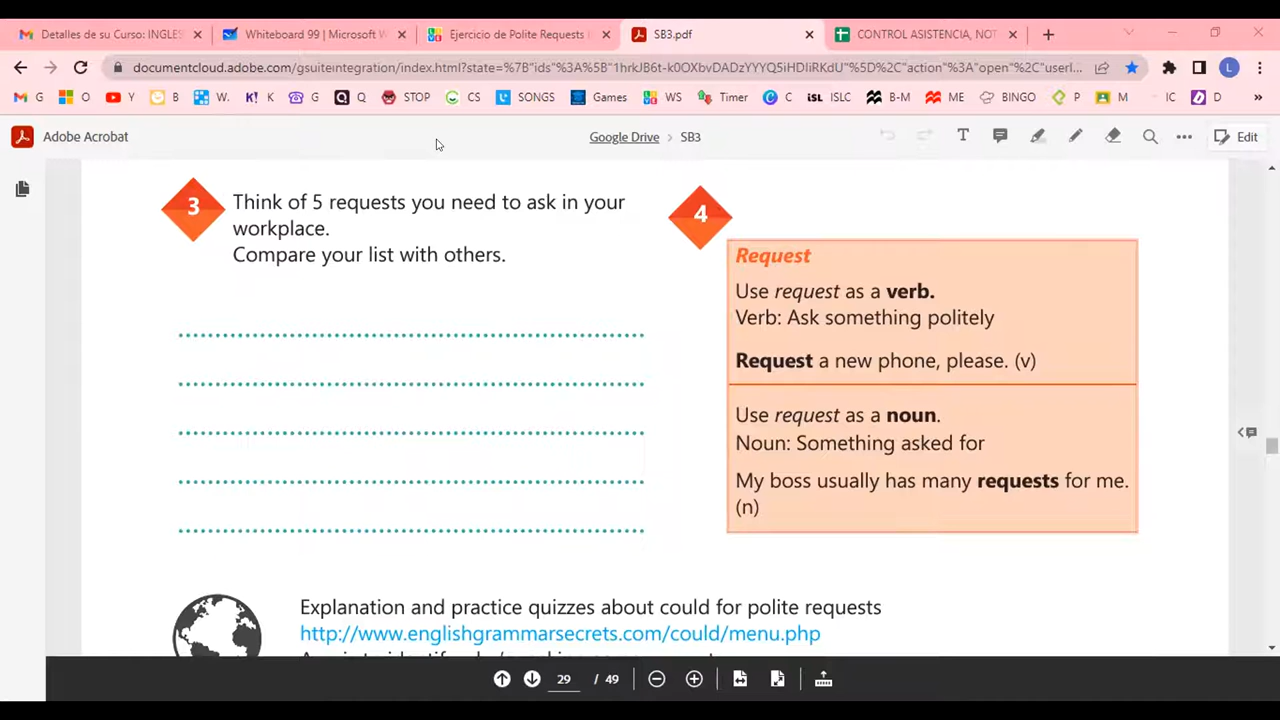 Detalles de su Curso: INGLES
Whiteboard 99 | Microsoft W
Ejercicio de Polite Requests
SB3.pdf
CONTROL ASISTENCIA, NOT
documentcloud.adobe.com/gsuiteintegration/index.html?state=%7B"ids"%3A%5B"1hrkJB6t-k0OXbvDADzYYYQ5iHDIiRKdU"%5D%2C"action"%3A"open"%2C"userI...
L
G O Y B W. K! K G Q STOP CS SONGS Games WS Timer C ISL ISLC B-M ME BINGO P M IC D »
Adobe Acrobat
Google Drive > SB3
Edit
3
Think of 5 requests you need to ask in your
workplace.
Compare your list with others.
4
Request
Use request as a verb.
Verb: Ask something politely
Request a new phone, please. (v)
Use request as a noun.
Noun: Something asked for
My boss usually has many requests for me.
(n)
Explanation and practice quizzes about could for polite requests
http://www.englishgrammarsecrets.com/could/menu.php
29 / 49